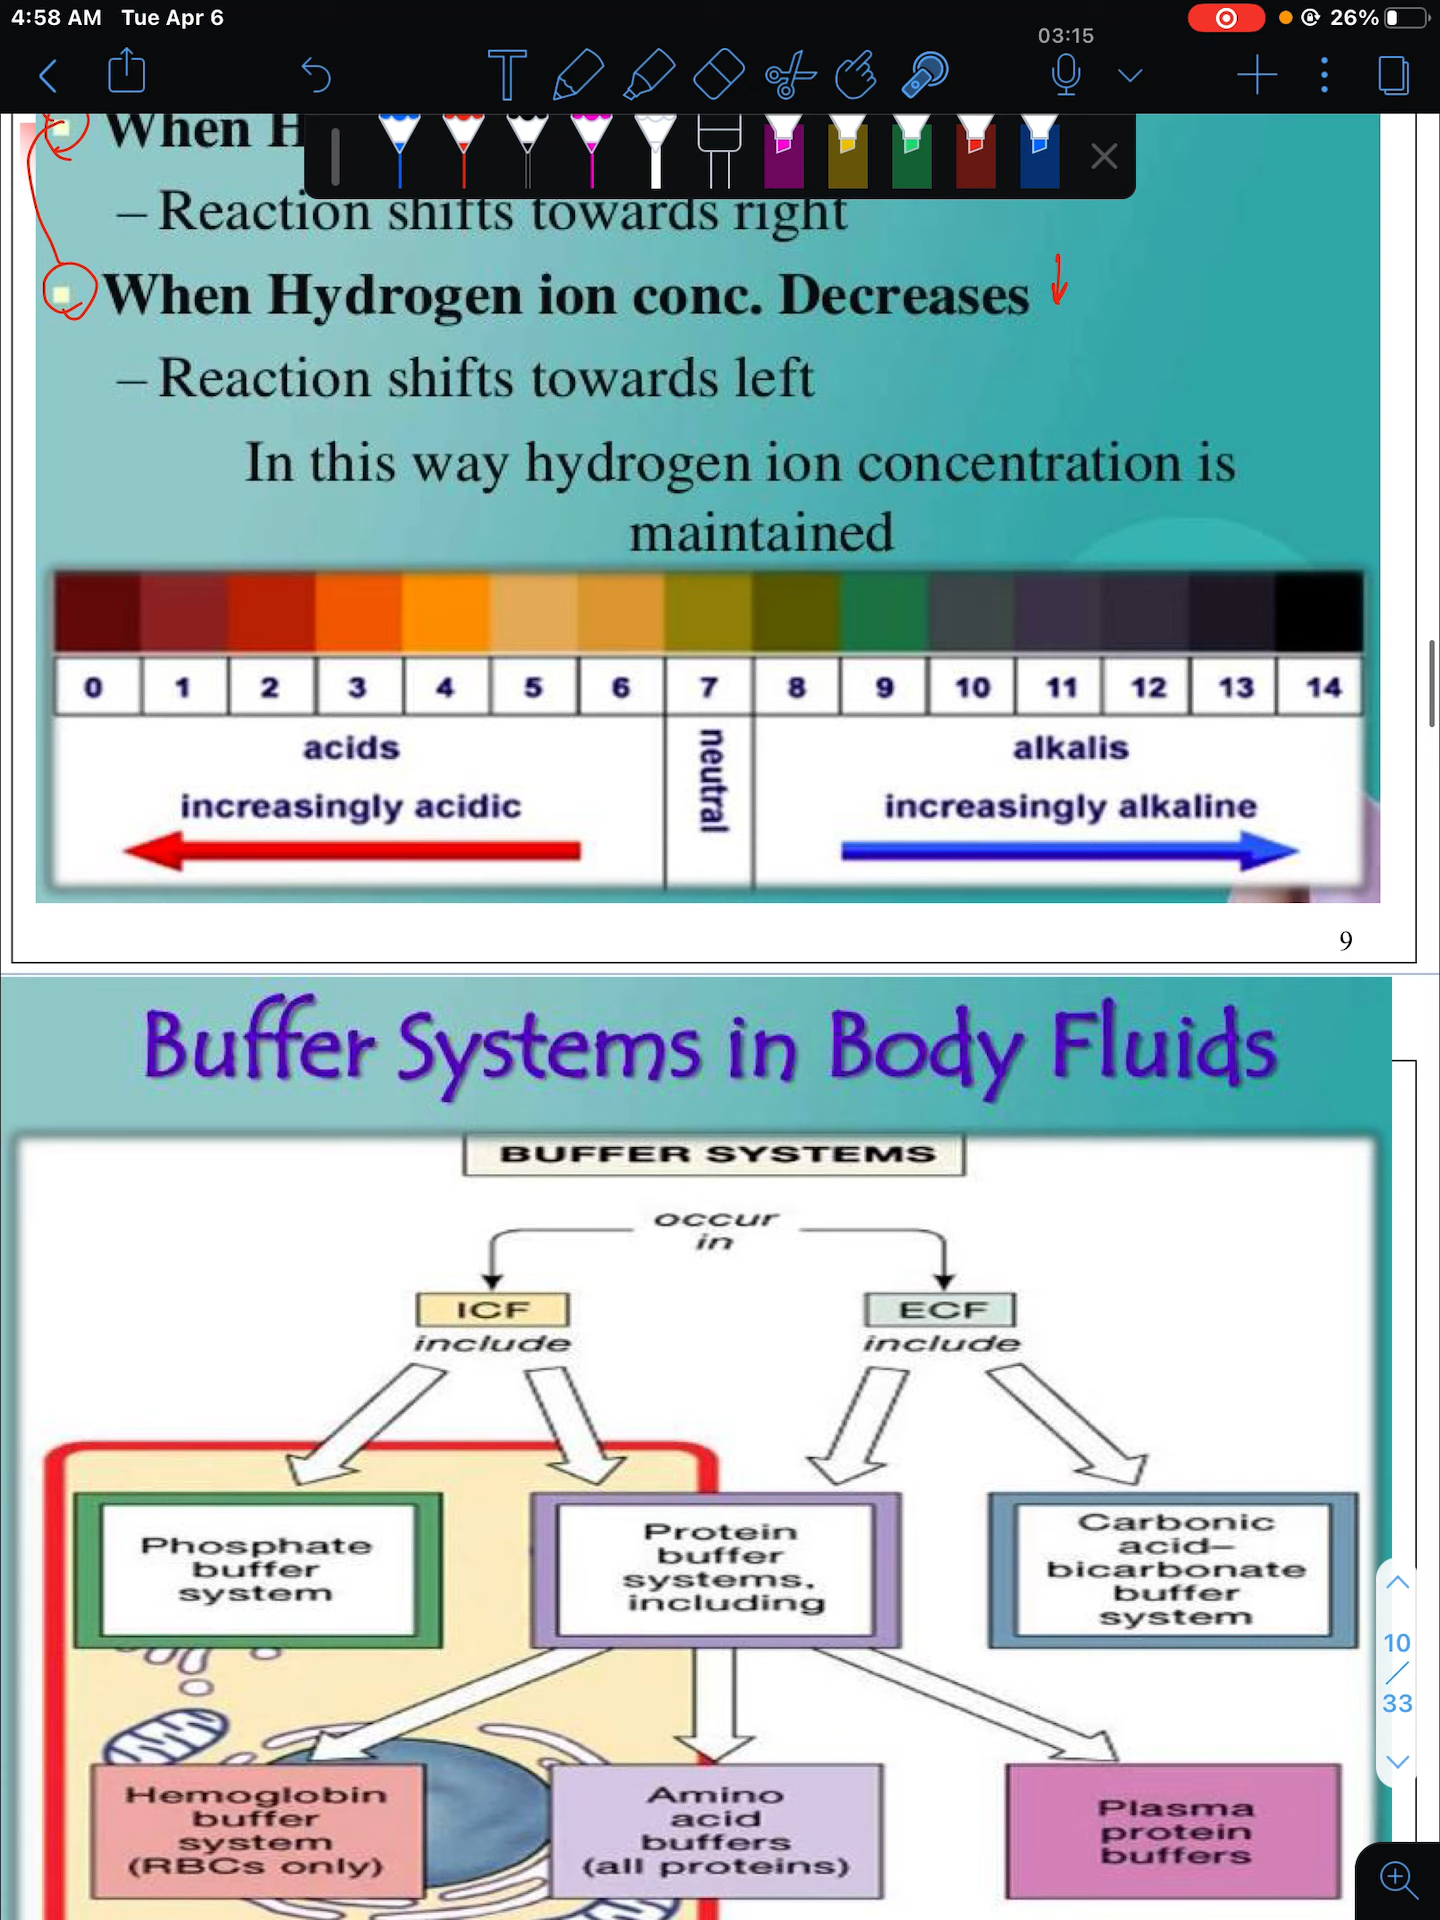 4:58 AM Tue Apr 6
26%
03:15
When H
– Reaction shifts towards right
When Hydrogen ion conc. Decreases
– Reaction shifts towards left
In this way hydrogen ion concentration is
maintained
0 1 2 3 4 5 6 7 8 9 10 11 12 13 14
acids
increasingly acidic
neutral
alkalis
increasingly alkaline
9
Buffer Systems in Body Fluids
BUFFER SYSTEMS
occur
in
ICF
include
ECF
include
Phosphate
buffer
system
Protein
buffer
systems,
including
Carbonic
acid–
bicarbonate
buffer
system
10
/
33
Hemoglobin
buffer
system
(RBCs only)
Amino
acid
buffers
(all proteins)
Plasma
protein
buffers